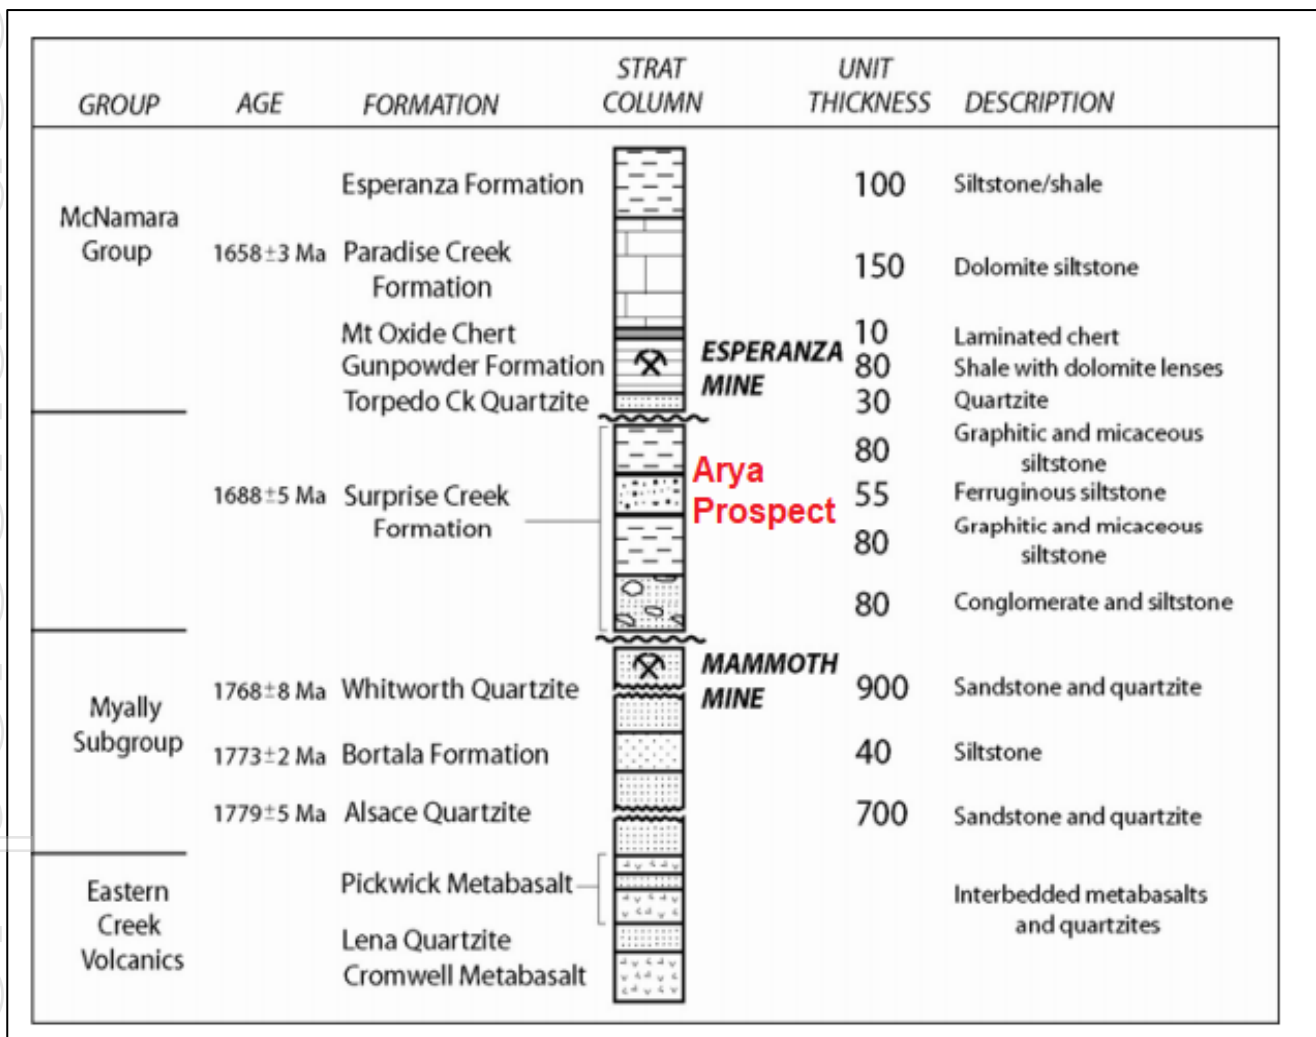 GROUP AGE FORMATION STRAT COLUMN UNIT THICKNESS DESCRIPTION
Esperanza Formation 100 Siltstone/shale
McNamara Group
1658±3 Ma Paradise Creek Formation 150 Dolomite siltstone
Mt Oxide Chert 10 Laminated chert
Gunpowder Formation ESPERANZA MINE 80 Shale with dolomite lenses
Torpedo Ck Quartzite 30 Quartzite
80 Graphitic and micaceous siltstone
Arya Prospect
1688±5 Ma Surprise Creek Formation 55 Ferruginous siltstone
80 Graphitic and micaceous siltstone
80 Conglomerate and siltstone
MAMMOTH MINE
Myally Subgroup
1768±8 Ma Whitworth Quartzite 900 Sandstone and quartzite
1773±2 Ma Bortala Formation 40 Siltstone
1779±5 Ma Alsace Quartzite 700 Sandstone and quartzite
Eastern Creek Volcanics
Pickwick Metabasalt Interbedded metabasalts and quartzites
Lena Quartzite
Cromwell Metabasalt